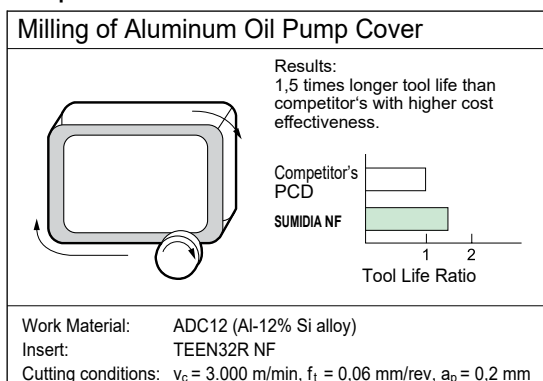 Milling of Aluminum Oil Pump Cover
Results:
1,5 times longer tool life than
competitor‘s with higher cost
effectiveness.
Competitor’s
PCD
SUMIDIA NF
1 2
Tool Life Ratio
Work Material: ADC12 (Al-12% Si alloy)
Insert: TEEN32R NF
Cutting conditions: vc = 3.000 m/min, ft = 0,06 mm/rev, ap = 0,2 mm